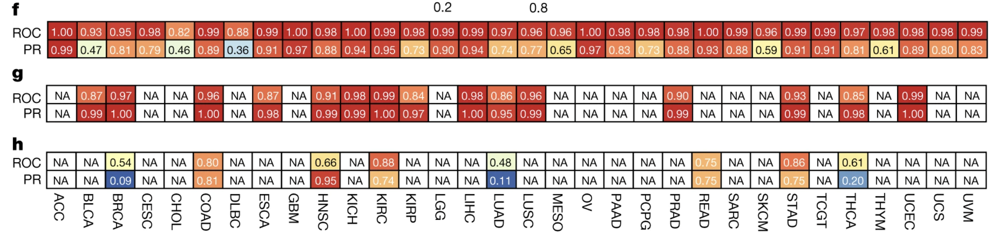 0.2 0.8
f
ROC 1.00 0.93 0.95 0.98 0.82 0.99 0.88 0.99 1.00 0.98 1.00 0.99 0.98 0.99 0.99 0.97 0.96 0.96 1.00 0.98 0.98 0.98 1.00 0.99 0.96 0.99 0.99 0.97 0.98 0.98 0.98 0.99
PR 0.99 0.47 0.81 0.79 0.46 0.89 0.36 0.91 0.97 0.88 0.94 0.95 0.73 0.90 0.94 0.74 0.77 0.65 0.97 0.83 0.73 0.88 0.93 0.88 0.59 0.91 0.91 0.81 0.61 0.89 0.80 0.83
g
ROC NA 0.87 0.97 NA NA 0.96 NA 0.87 NA 0.91 0.98 0.99 0.84 NA 0.98 0.86 0.96 NA NA NA NA 0.90 NA NA NA 0.93 NA 0.85 NA 0.99 NA NA
PR NA 0.99 1.00 NA NA 1.00 NA 0.98 NA 0.99 0.99 1.00 0.97 NA 1.00 0.95 0.99 NA NA NA NA 0.99 NA NA NA 0.99 NA 0.98 NA 1.00 NA NA
h
ROC NA NA 0.54 NA NA 0.80 NA NA NA 0.66 NA 0.88 NA NA NA 0.48 NA NA NA NA NA NA 0.75 NA NA 0.86 NA 0.61 NA NA NA NA
PR NA NA 0.09 NA NA 0.81 NA NA NA 0.95 NA 0.74 NA NA NA 0.11 NA NA NA NA NA NA 0.75 NA NA 0.75 NA 0.20 NA NA NA NA
ACC BLCA BRCA CESC CHOL COAD DLBC ESCA GBM HNSC KICH KIRC KIRP LGG LIHC LUAD LUSC MESO OV PAAD PCPG PRAD READ SARC SKCM STAD TCGT THCA THYM UCEC UCS UVM